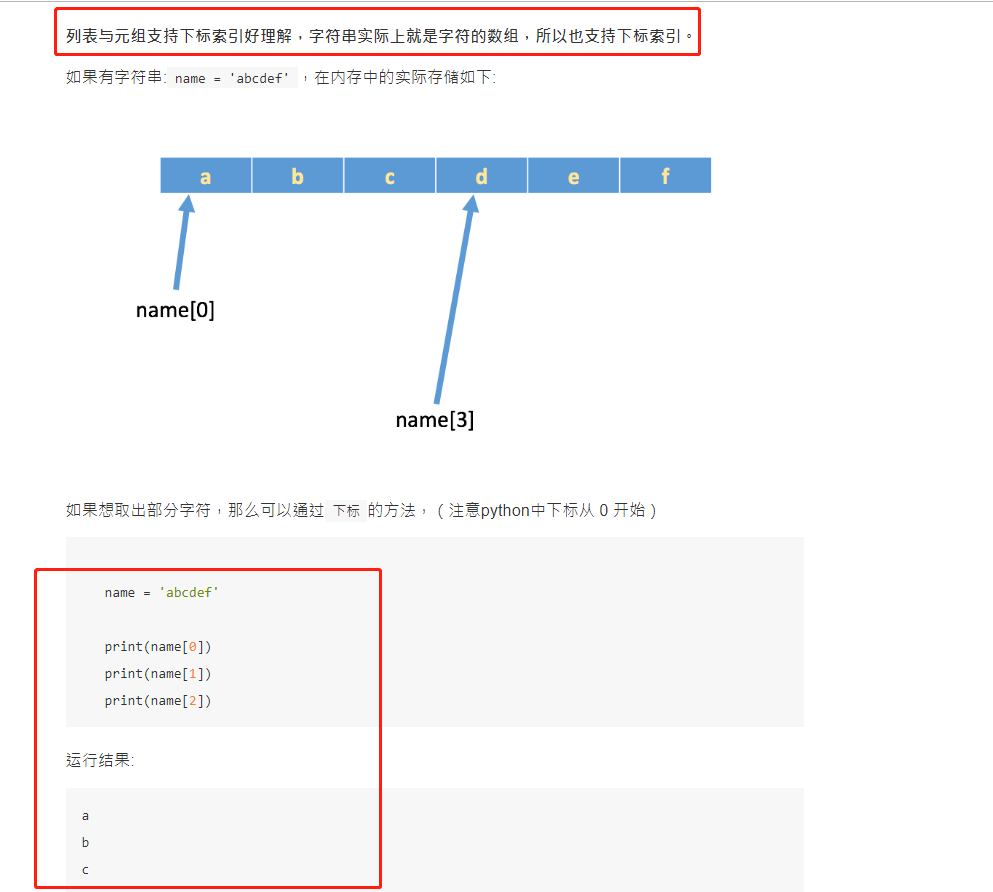 列表与元组支持下标索引好理解，字符串实际上就是字符的数组，所以也支持下标索引。
如果有字符串: name = 'abcdef' ，在内存中的实际存储如下:
a b c d e f
name[0]
name[3]
如果想取出部分字符，那么可以通过 下标 的方法，（注意python中下标从 0 开始）
name = 'abcdef'
print(name[0])
print(name[1])
print(name[2])
运行结果:
a
b
c